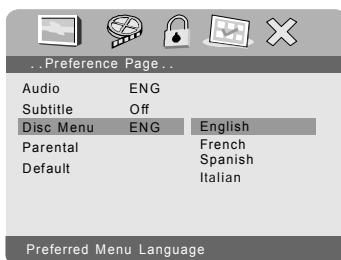 ..Preference Page..
Audio ENG
Subtitle Off
Disc Menu ENG English
Parental French
Spanish
Default Italian
Preferred Menu Language